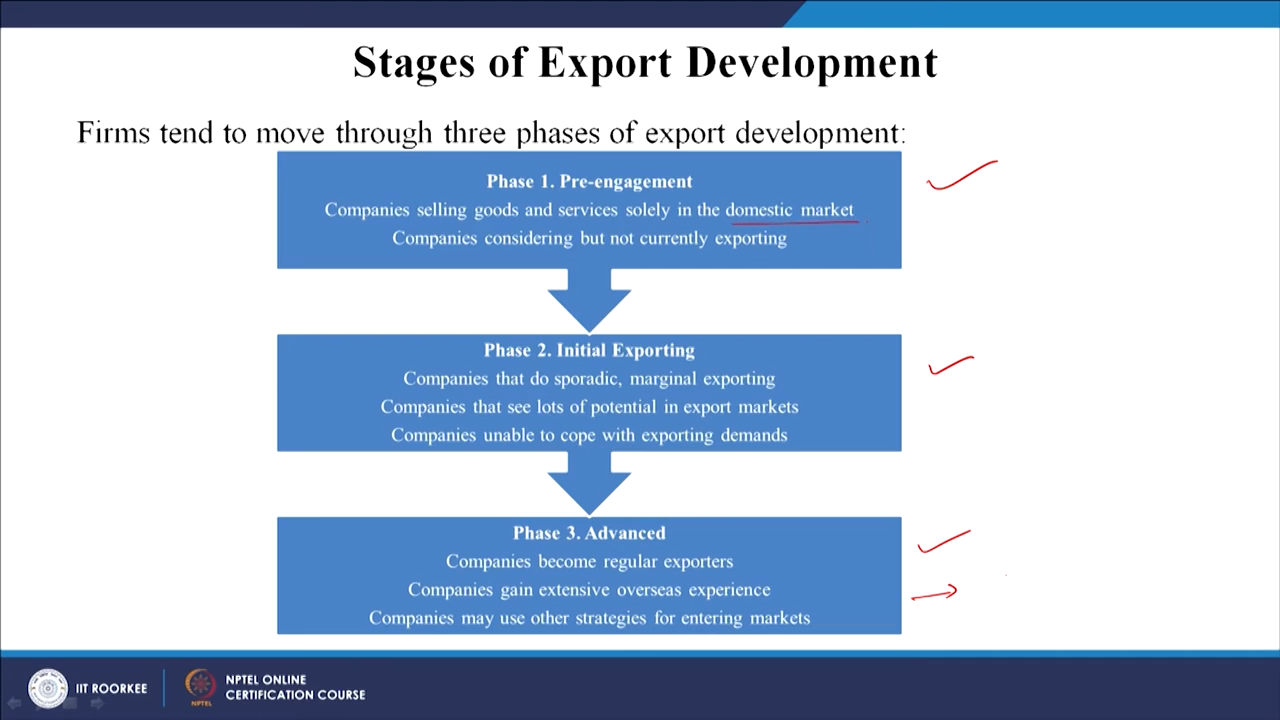 Stages of Export Development
Firms tend to move through three phases of export development:
Phase 1. Pre-engagement
Companies selling goods and services solely in the domestic market
Companies considering but not currently exporting
Phase 2. Initial Exporting
Companies that do sporadic, marginal exporting
Companies that see lots of potential in export markets
Companies unable to cope with exporting demands
Phase 3. Advanced
Companies become regular exporters
Companies gain extensive overseas experience
Companies may use other strategies for entering markets
IIT ROORKEE
NPTEL
NPTEL ONLINE
CERTIFICATION COURSE